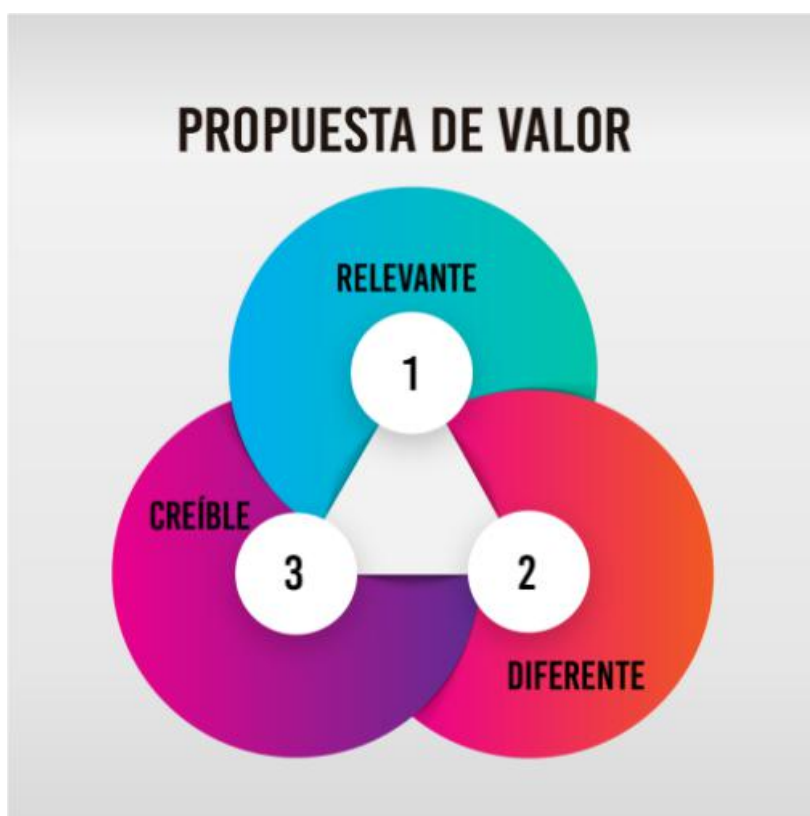 PROPUESTA DE VALOR
RELEVANTE
1
CREÍBLE
3
2
DIFERENTE